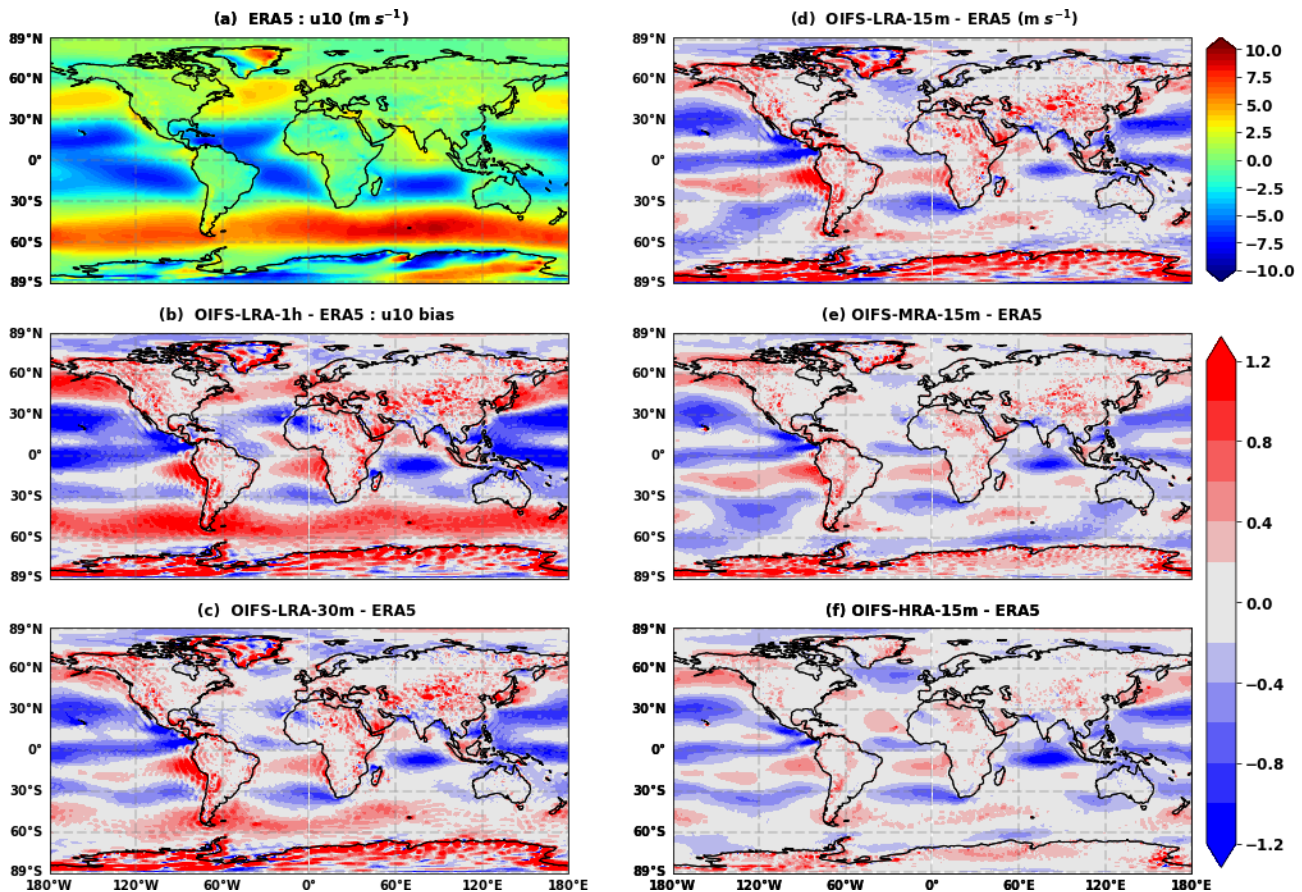 (a) ERA5 : u10 (m s⁻¹)
89°N
60°N
30°N
0°
30°S
60°S
89°S
(d) OIFS-LRA-15m - ERA5 (m s⁻¹)
89°N
60°N
30°N
0°
30°S
60°S
89°S
10.0
7.5
5.0
2.5
0.0
−2.5
−5.0
−7.5
−10.0
(b) OIFS-LRA-1h - ERA5 : u10 bias
89°N
60°N
30°N
0°
30°S
60°S
89°S
(e) OIFS-MRA-15m - ERA5
89°N
60°N
30°N
0°
30°S
60°S
89°S
1.2
0.8
0.4
0.0
−0.4
−0.8
−1.2
(c) OIFS-LRA-30m - ERA5
89°N
60°N
30°N
0°
30°S
60°S
89°S
180°W 120°W 60°W 0° 60°E 120°E 180°E
(f) OIFS-HRA-15m - ERA5
89°N
60°N
30°N
0°
30°S
60°S
89°S
180°W 120°W 60°W 0° 60°E 120°E 180°E